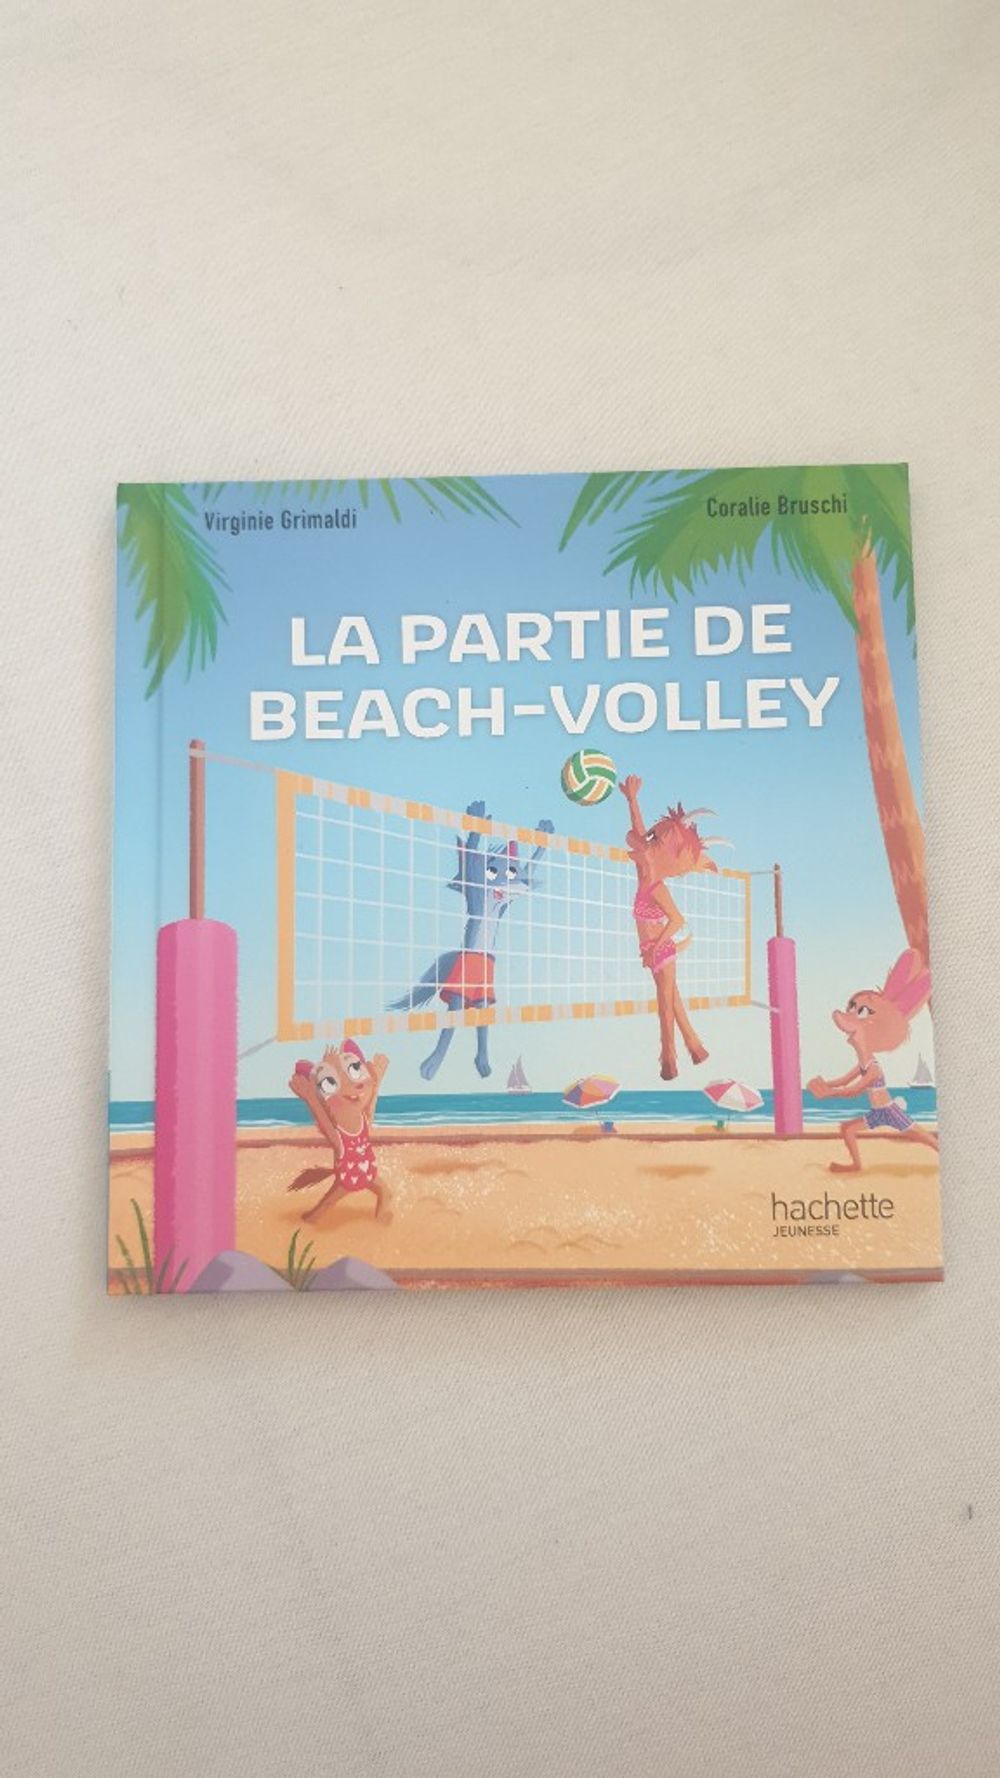 Virginie Grimaldi
Coralie Bruschi
LA PARTIE DE
BEACH-VOLLEY
hachette
JEUNESSE